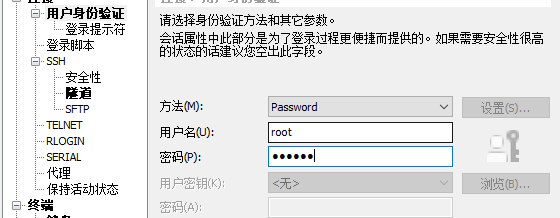 用户身份验证
登录提示符
登录脚本
SSH
安全性
隧道
SFTP
TELNET
RLOGIN
SERIAL
代理
保持活动状态
终端
请选择身份验证方法和其它参数。
会话属性中此部分是为了登录过程更便捷而提供的。如果需要安全性很高
的状态的话建议您空出此字段。
方法(M): Password 设置(S)...
用户名(U): root
密码(P): ●●●●●●
用户密钥(K): <无> 浏览(B)...
密码(A):